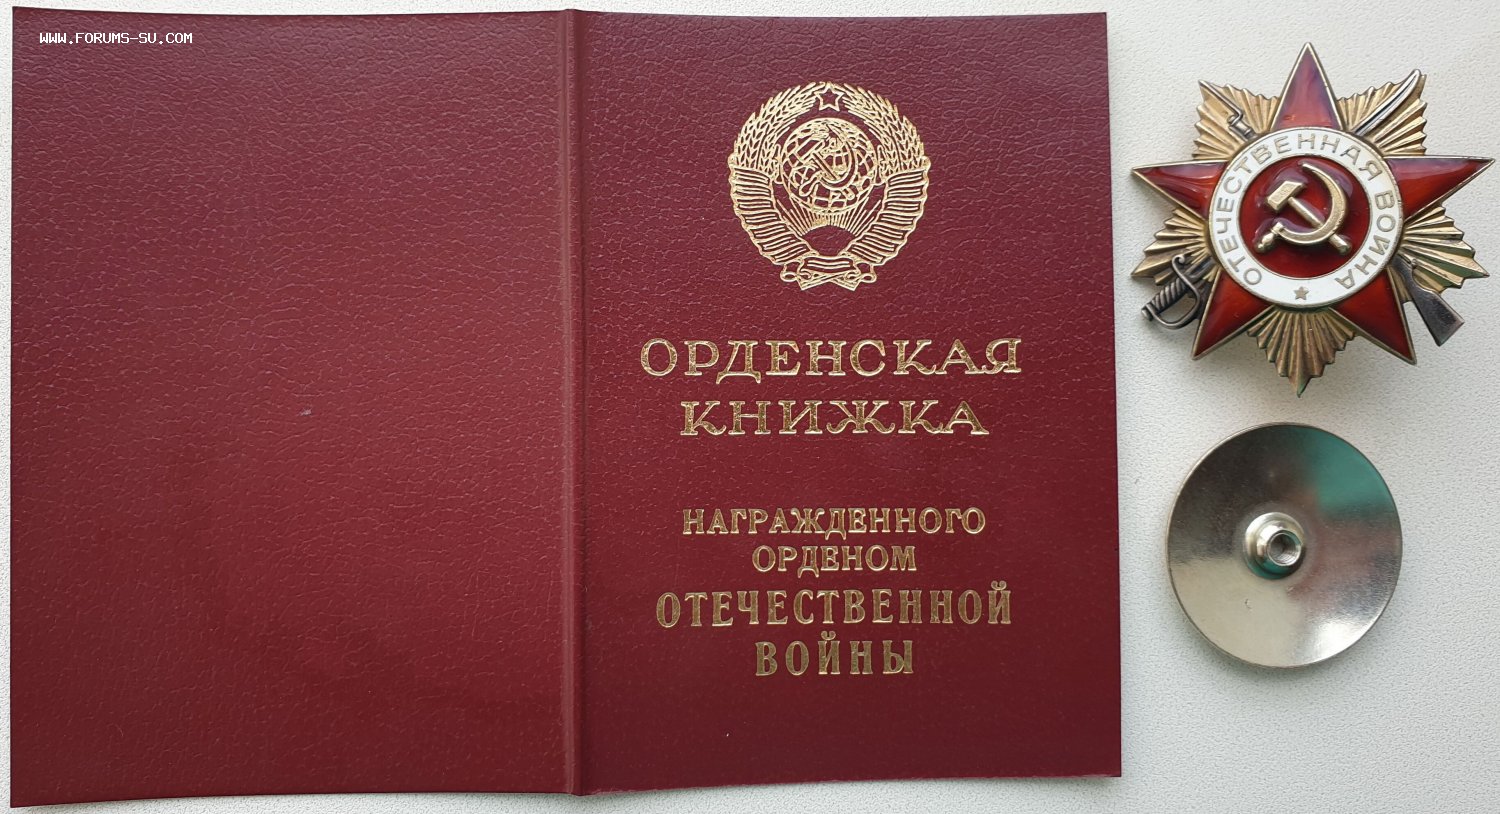 WWW.FORUMS-SU.COM
ОРДЕНСКАЯ
КНИЖКА
НАГРАЖДЕННОГО
ОРДЕНОМ
ОТЕЧЕСТВЕННОЙ
ВОЙНЫ
ОТЕЧЕСТВЕННАЯ ВОЙНА